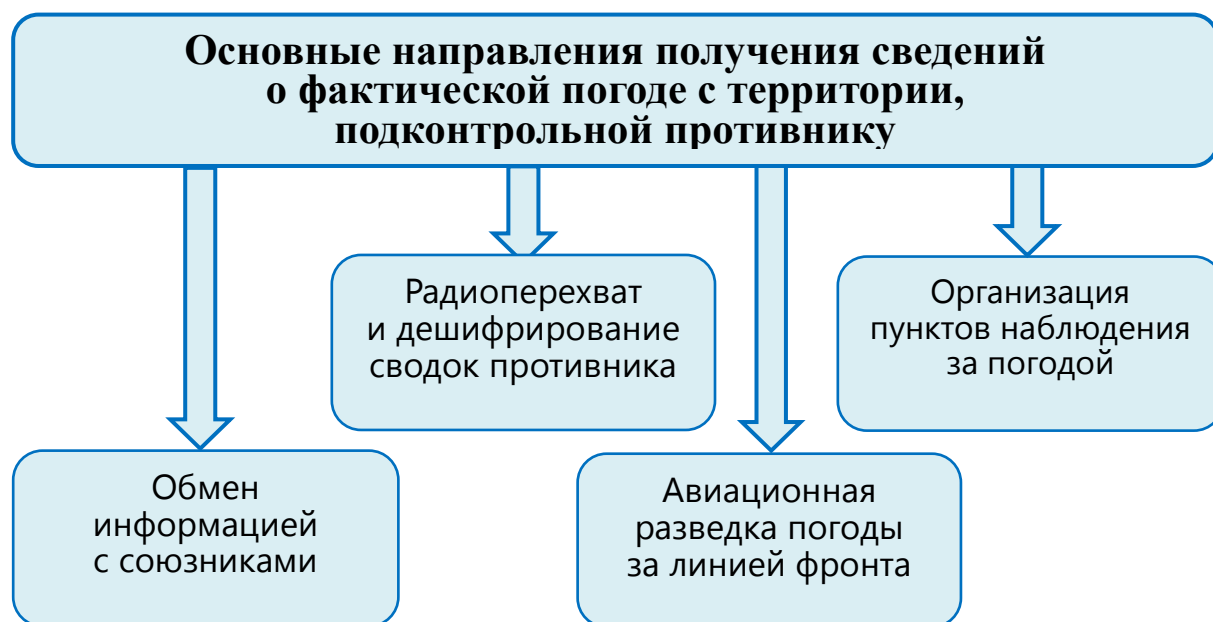 Основные направления получения сведений
о фактической погоде с территории,
подконтрольной противнику
Радиоперехват
и дешифрирование
сводок противника
Организация
пунктов наблюдения
за погодой
Обмен
информацией
с союзниками
Авиационная
разведка погоды
за линией фронта